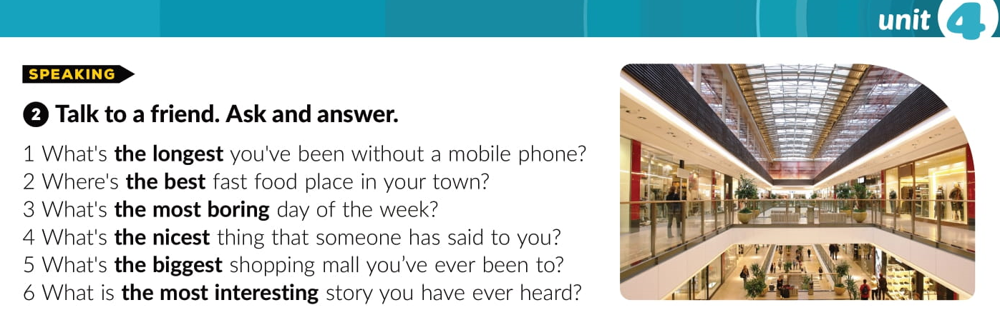 unit 4
SPEAKING
2 Talk to a friend. Ask and answer.
1 What's the longest you've been without a mobile phone?
2 Where's the best fast food place in your town?
3 What's the most boring day of the week?
4 What's the nicest thing that someone has said to you?
5 What's the biggest shopping mall you’ve ever been to?
6 What is the most interesting story you have ever heard?